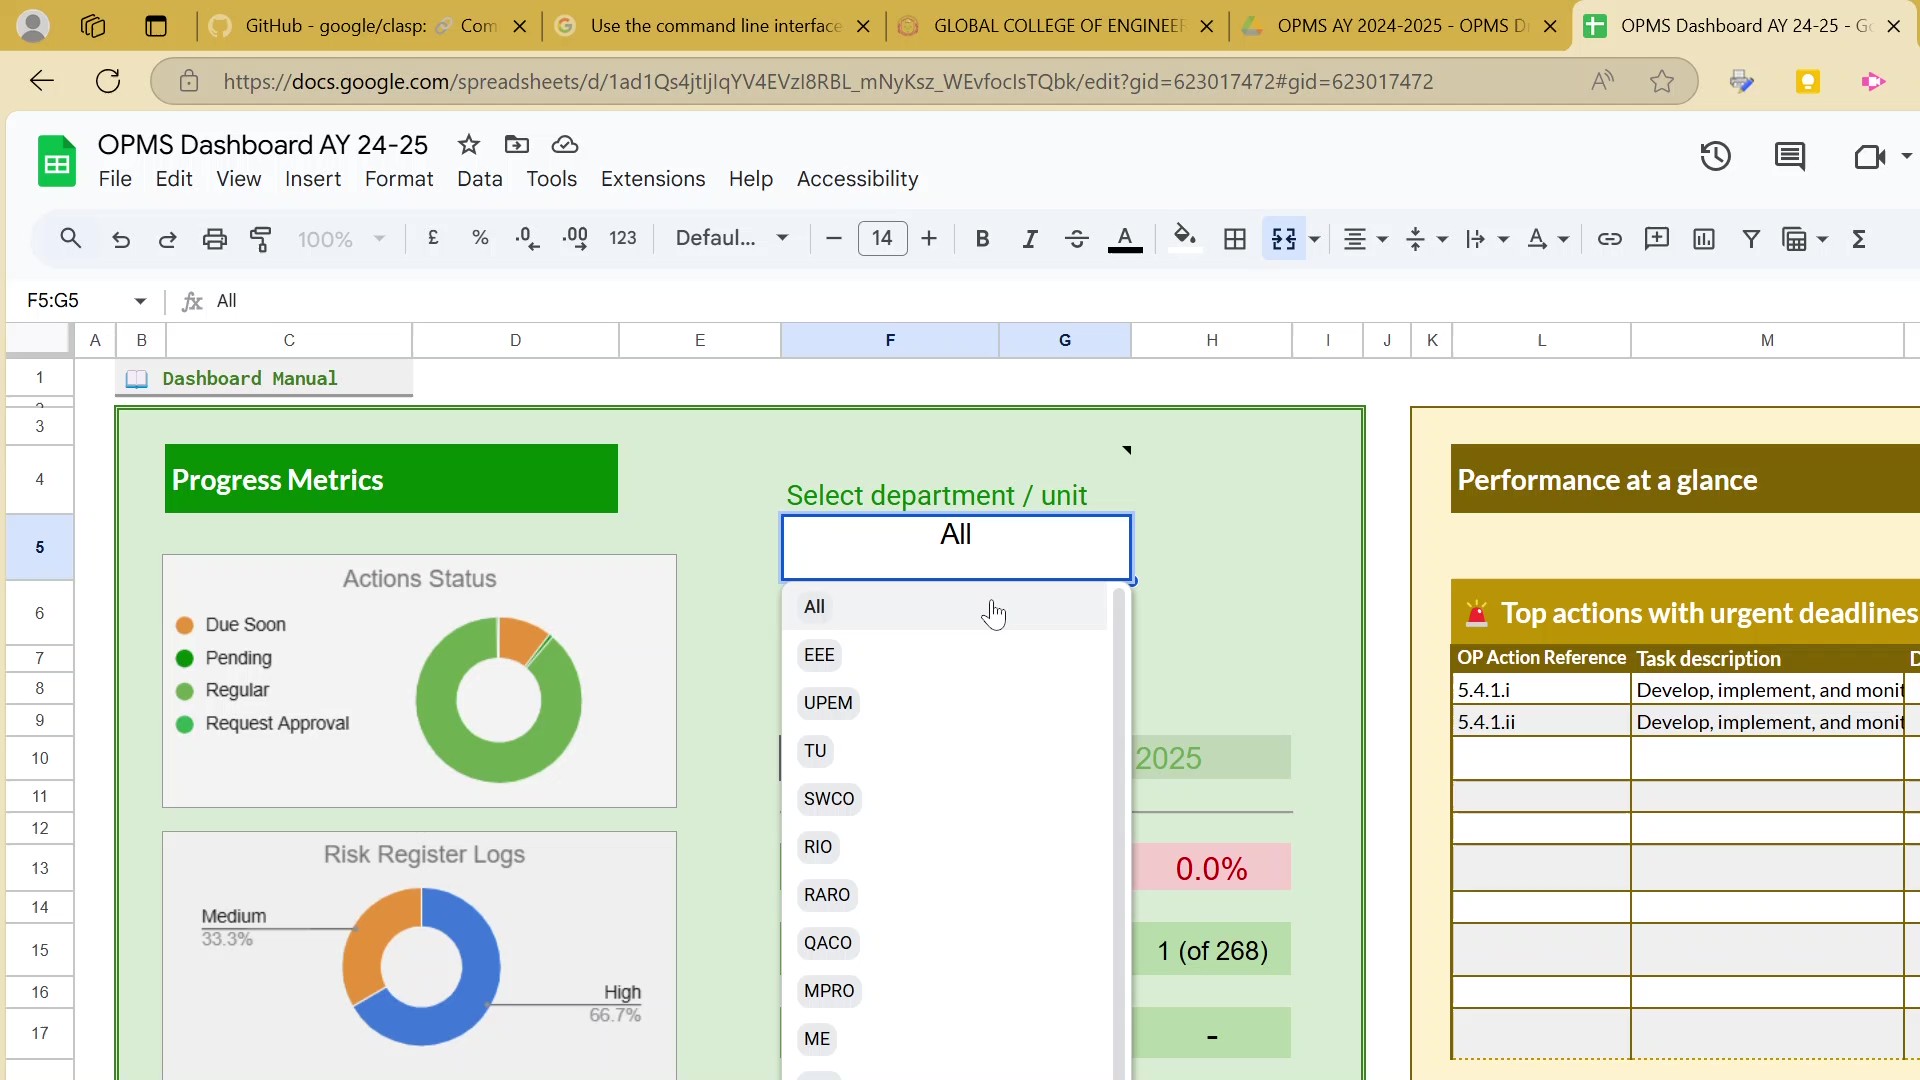 GitHub - google/clasp: 🔗 Com
Use the command line interface
GLOBAL COLLEGE OF ENGINEER
OPMS AY 2024-2025 - OPMS D
OPMS Dashboard AY 24-25 - Go
https://docs.google.com/spreadsheets/d/1ad1Qs4jtIjIqYV4EVzI8RBL_mNyKsz_WEvfocIsTQbk/edit?gid=623017472#gid=623017472
OPMS Dashboard AY 24-25
File Edit View Insert Format Data Tools Extensions Help Accessibility
100% £ % .0 .00 123 Defaul... 14 B I A
F5:G5 fx All
A B C D E F G H I J K L M
1 📖 Dashboard Manual
2
3
4 Progress Metrics
Select department / unit
Performance at a glance
5
All
Actions Status
Due Soon
Pending
Regular
Request Approval
All
EEE
UPEM
TU
SWCO
RIO
RARO
QACO
MPRO
ME
6 🚨 Top actions with urgent deadlines
7 OP Action Reference Task description D
8 5.4.1.i Develop, implement, and monit
9 5.4.1.ii Develop, implement, and monit
10 2025
11
12
Risk Register Logs
13 0.0%
14
Medium
33.3%
15 1 (of 268)
16
High
66.7%
17 -